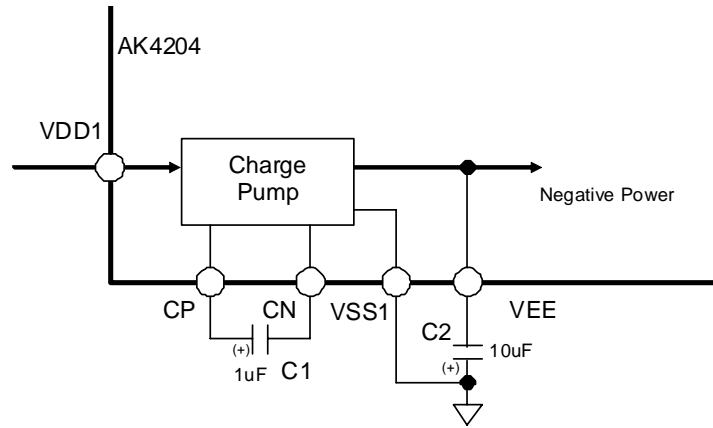 AK4204
VDD1
Charge
Pump
Negative Power
CP
CN
VSS1
VEE
C2
(+)
1uF
C1
10uF
(+)